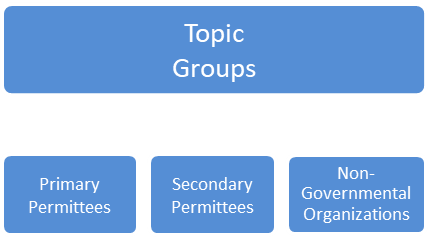 Topic
Groups
Primary
Permittees
Secondary
Permittees
Non-
Governmental
Organizations